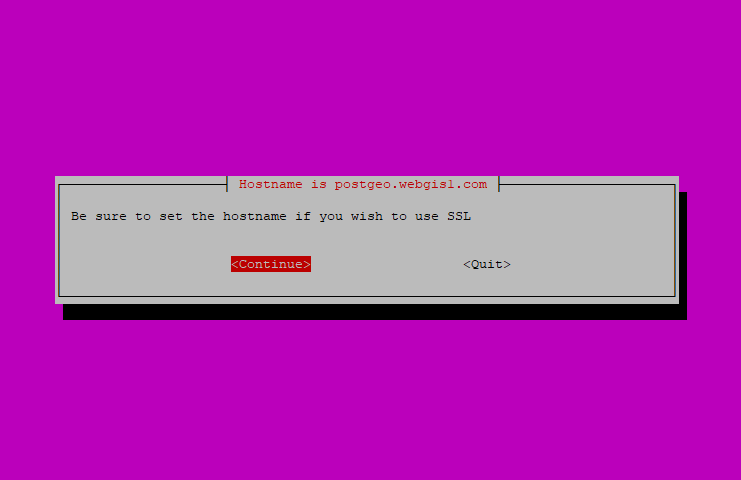 Hostname is postgeo.webgis1.com
Be sure to set the hostname if you wish to use SSL
<Continue> <Quit>